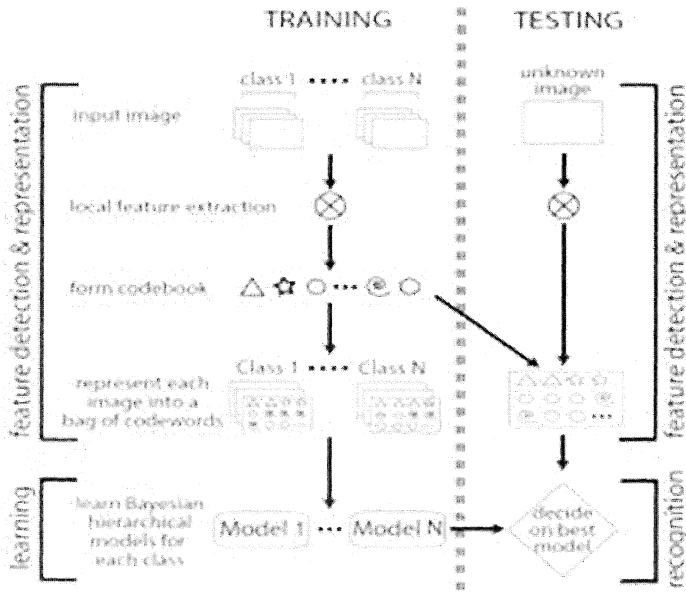 TRAINING
TESTING
class 1 •••• class N
unknown
image
input image
local feature extraction
form codebook
Class 1 •••• Class N
represent each
image into a
bag of codewords
feature detection & representation
feature detection & representation
learn Bayesian
hierarchical
models for
each class
Model 1 ••• Model N
decide
on best
model
learning
recognition